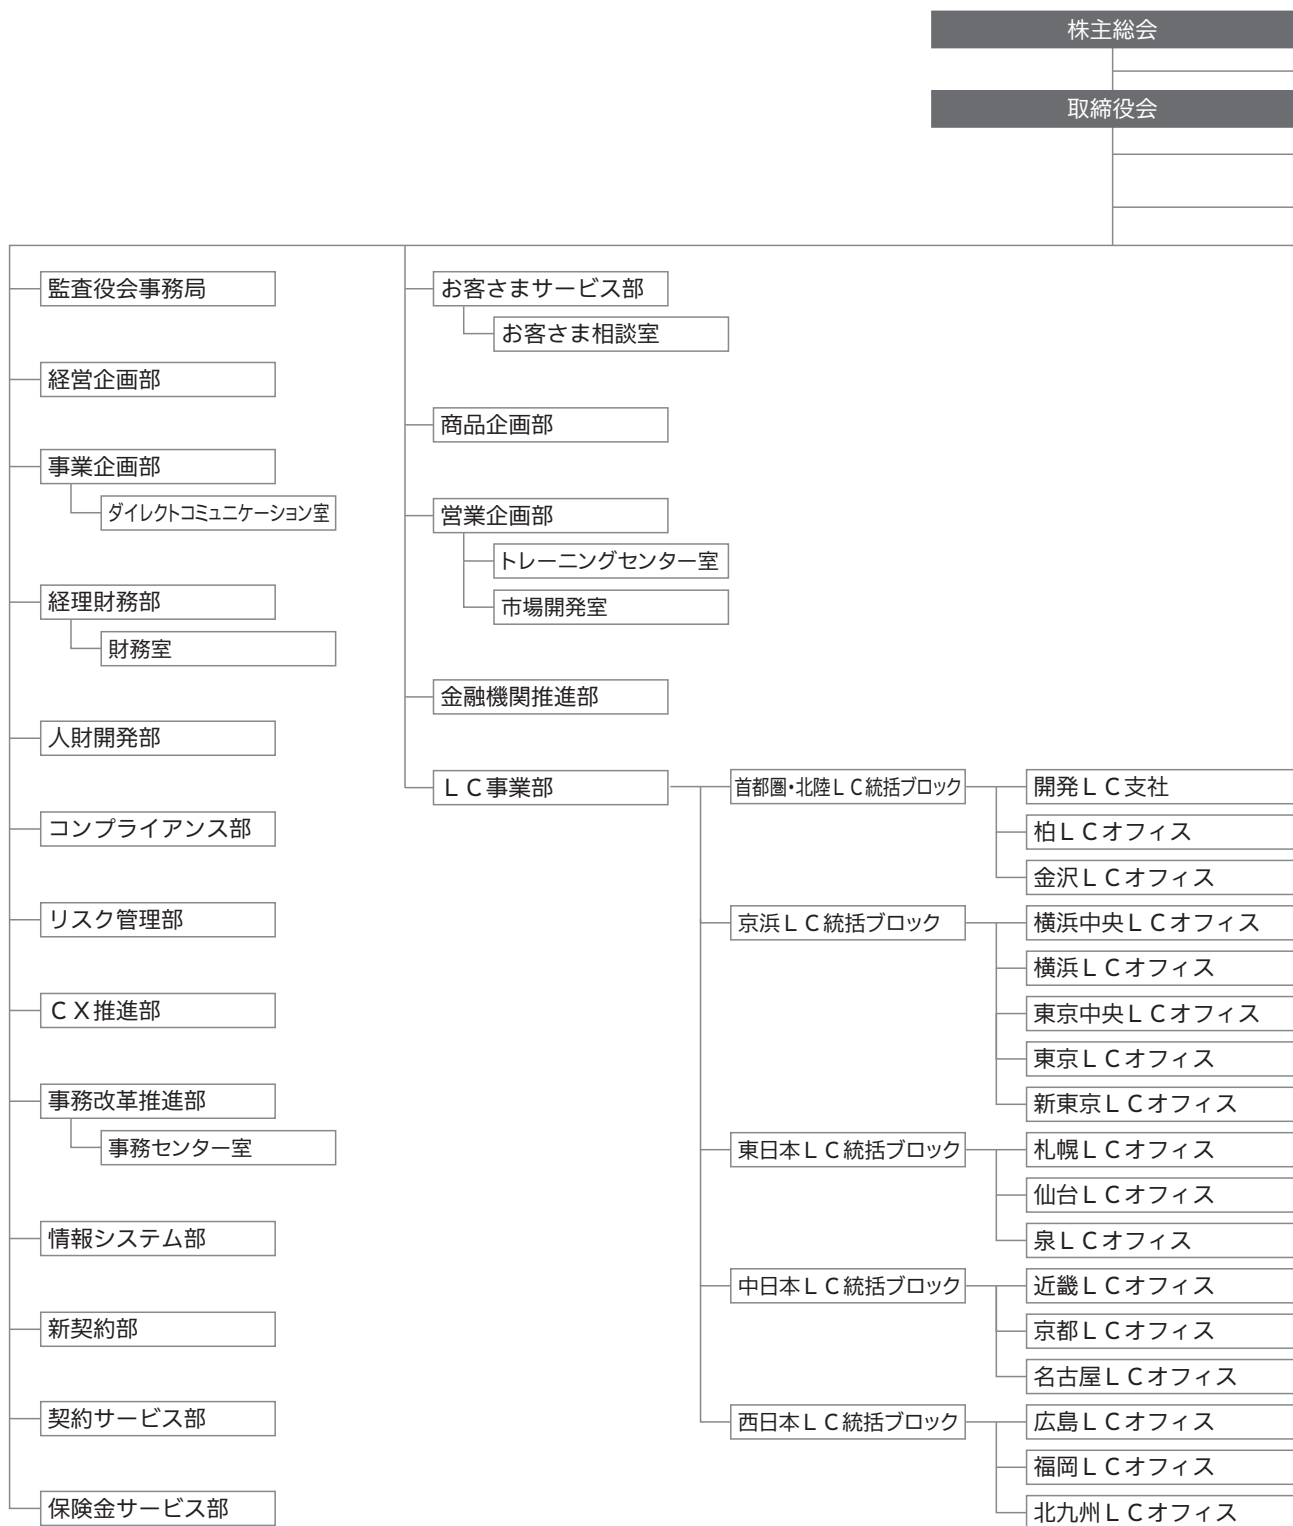 株主総会
取締役会
監査役会事務局
経営企画部
事業企画部
ダイレクトコミュニケーション室
経理財務部
財務室
人財開発部
コンプライアンス部
リスク管理部
ＣＸ推進部
事務改革推進部
事務センター室
情報システム部
新契約部
契約サービス部
保険金サービス部
お客さまサービス部
お客さま相談室
商品企画部
営業企画部
トレーニングセンター室
市場開発室
金融機関推進部
ＬＣ事業部
首都圏・北陸ＬＣ統括ブロック
開発ＬＣ支社
柏ＬＣオフィス
金沢ＬＣオフィス
京浜ＬＣ統括ブロック
横浜中央ＬＣオフィス
横浜ＬＣオフィス
東京中央ＬＣオフィス
東京ＬＣオフィス
新東京ＬＣオフィス
東日本ＬＣ統括ブロック
札幌ＬＣオフィス
仙台ＬＣオフィス
泉ＬＣオフィス
中日本ＬＣ統括ブロック
近畿ＬＣオフィス
京都ＬＣオフィス
名古屋ＬＣオフィス
西日本ＬＣ統括ブロック
広島ＬＣオフィス
福岡ＬＣオフィス
北九州ＬＣオフィス